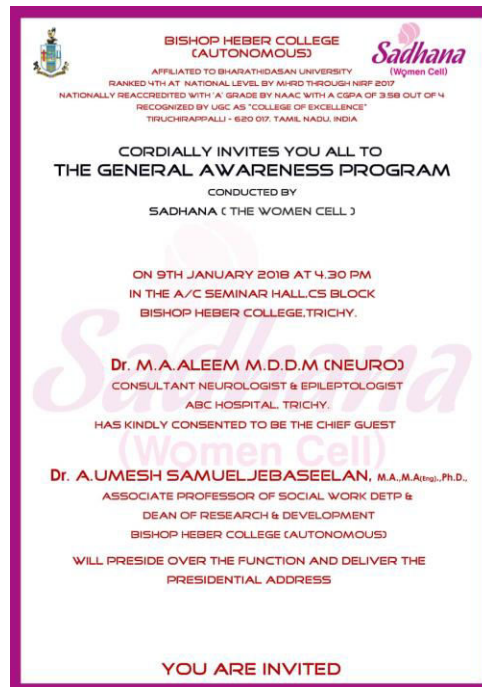 BISHOP HEBER COLLEGE
(AUTONOMOUS)
Sadhana
(Women Cell)
AFFILIATED TO BHARATHIDASAN UNIVERSITY
RANKED 4TH AT NATIONAL LEVEL BY MHRD THROUGH NIRF 2017
NATIONALLY REACCREDITED WITH 'A' GRADE BY NAAC WITH A CGPA OF 3.58 OUT OF 4
RECOGNIZED BY UGC AS "COLLEGE OF EXCELLENCE"
TIRUCHIRAPPALLI - 620 017. TAMIL NADU, INDIA
CORDIALLY INVITES YOU ALL TO
THE GENERAL AWARENESS PROGRAM
CONDUCTED BY
SADHANA ( THE WOMEN CELL )
ON 9TH JANUARY 2018 AT 4.30 PM
IN THE A/C SEMINAR HALL,CS BLOCK
BISHOP HEBER COLLEGE,TRICHY.
Sadhana
(Women Cell)
Dr. M.A.ALEEM M.D.D.M (NEURO)
CONSULTANT NEUROLOGIST & EPILEPTOLOGIST
ABC HOSPITAL, TRICHY.
HAS KINDLY CONSENTED TO BE THE CHIEF GUEST
Dr. A.UMESH SAMUELJEBASEELAN, M.A.,M.A(Eng).,Ph.D.,
ASSOCIATE PROFESSOR OF SOCIAL WORK DETP &
DEAN OF RESEARCH & DEVELOPMENT
BISHOP HEBER COLLEGE (AUTONOMOUS)
WILL PRESIDE OVER THE FUNCTION AND DELIVER THE
PRESIDENTIAL ADDRESS
YOU ARE INVITED